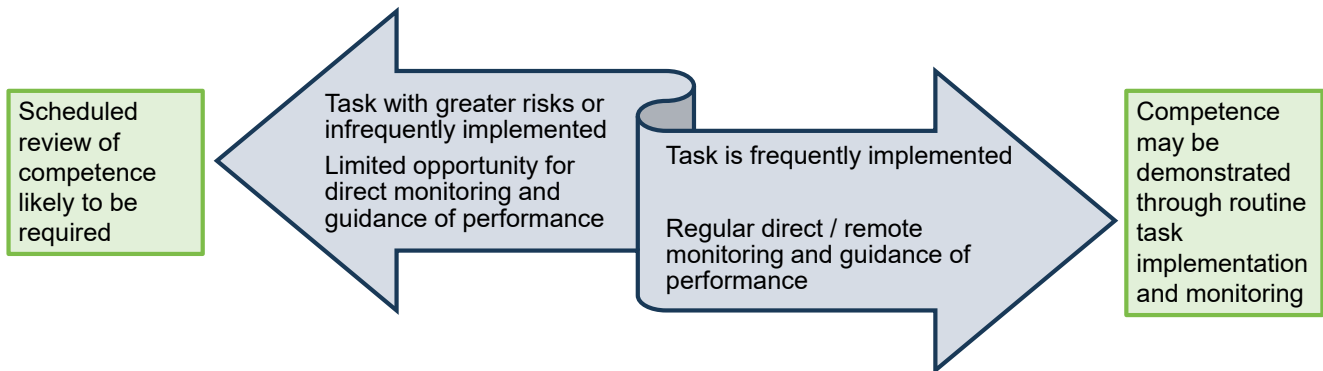 Scheduled
review of
competence
likely to be
required
Task with greater risks or
infrequently implemented
Limited opportunity for
direct monitoring and
guidance of performance
Task is frequently implemented
Regular direct / remote
monitoring and guidance of
performance
Competence
may be
demonstrated
through routine
task
implementation
and monitoring